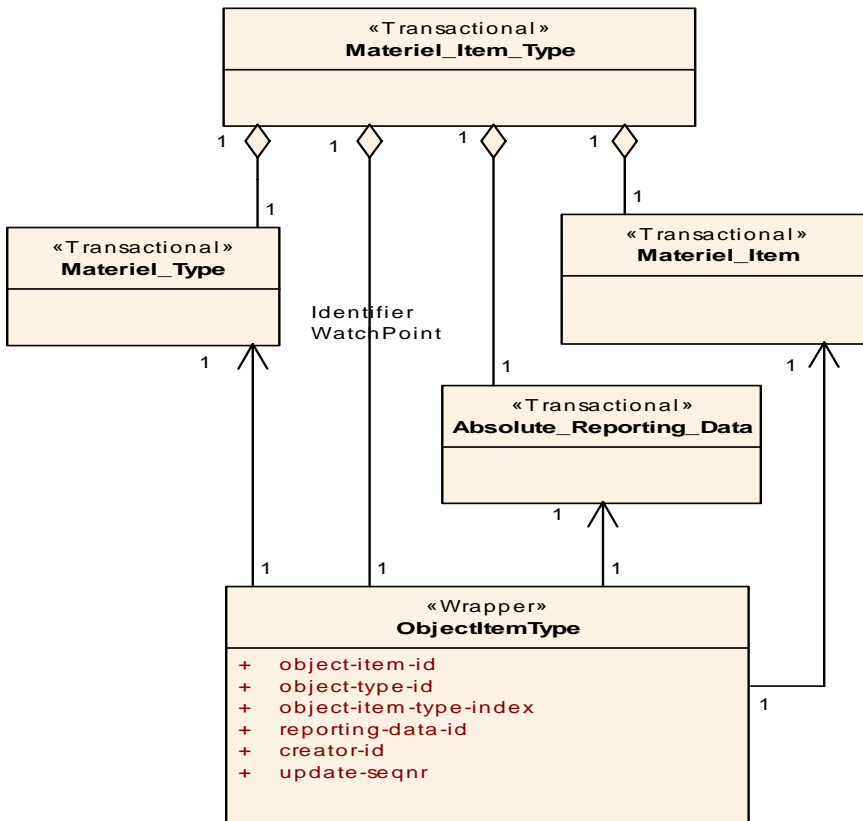 «Transactional»
Materiel_Item_Type
1
1
1
1
1
1
«Transactional»
Materiel_Type
«Transactional»
Materiel_Item
Identifier
WatchPoint
1
1
1
«Transactional»
Absolute_Reporting_Data
1
1
1
1
«Wrapper»
ObjectItemType
+ object-item-id
+ object-type-id
+ object-item-type-index
+ reporting-data-id
+ creator-id
+ update-seqnr
1